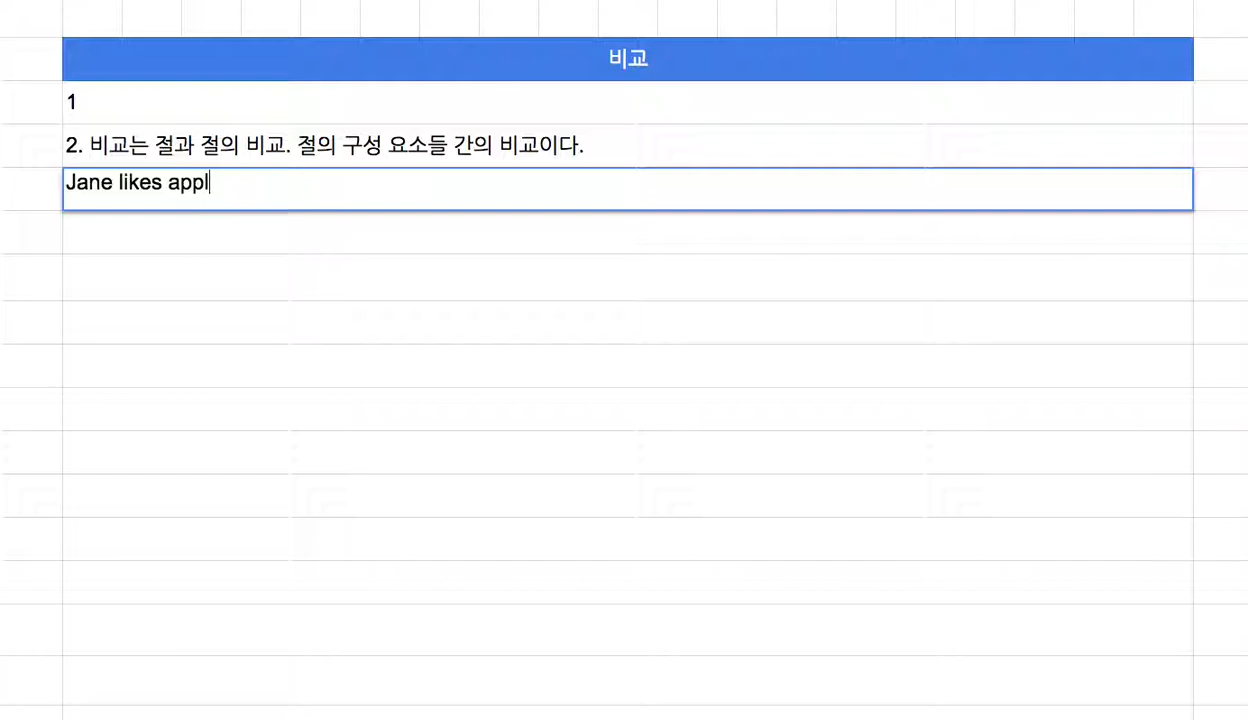 비교
1
2. 비교는 절과 절의 비교. 절의 구성 요소들 간의 비교이다.
Jane likes appl